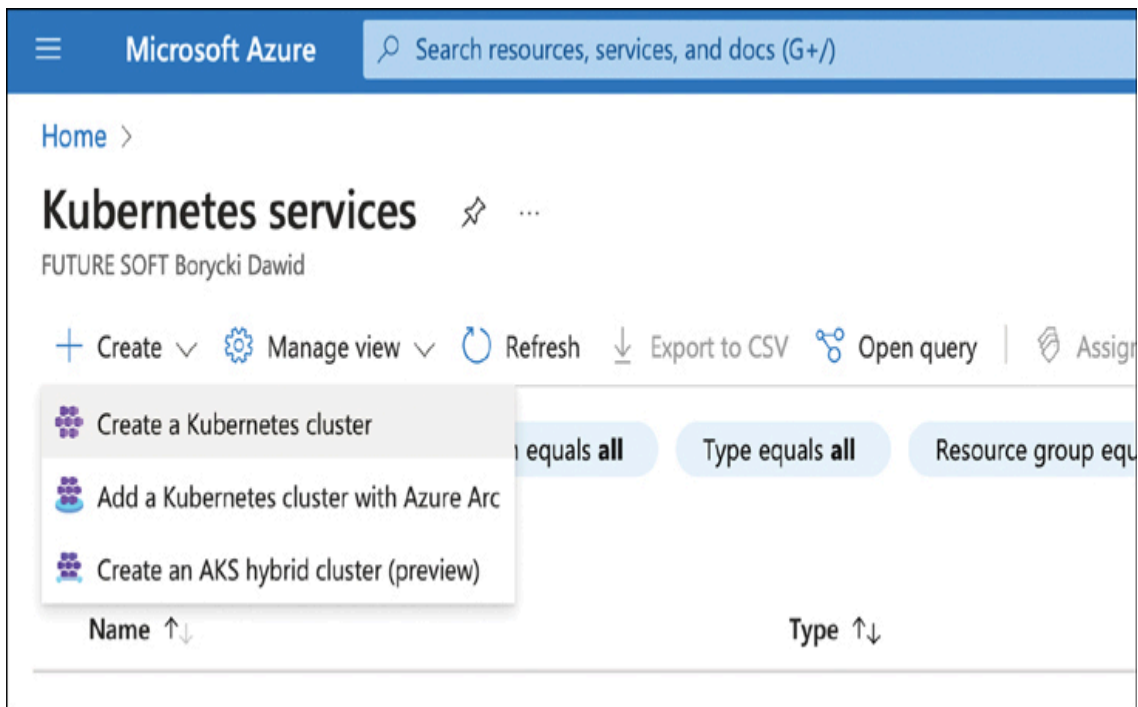 Microsoft Azure Search resources, services, and docs (G+/)
Home >
Kubernetes services ...
FUTURE SOFT Borycki Dawid
+ Create Manage view Refresh Export to CSV Open query
Create a Kubernetes cluster
equals all Type equals all Resource group
Add a Kubernetes cluster with Azure Arc
Create an AKS hybrid cluster (preview)
Name ↑↓ Type ↑↓